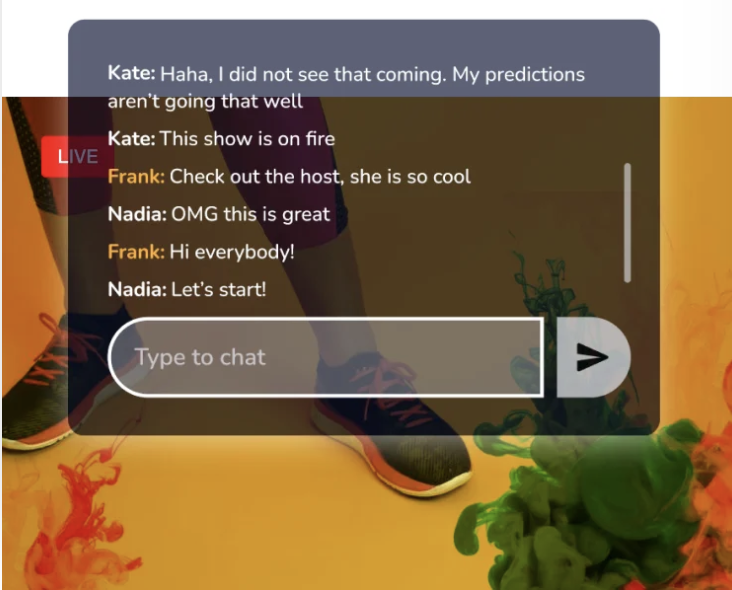 Kate: Haha, I did not see that coming. My predictions
aren’t going that well
Kate: This show is on fire
LIVE
Frank: Check out the host, she is so cool
Nadia: OMG this is great
Frank: Hi everybody!
Nadia: Let’s start!
Type to chat